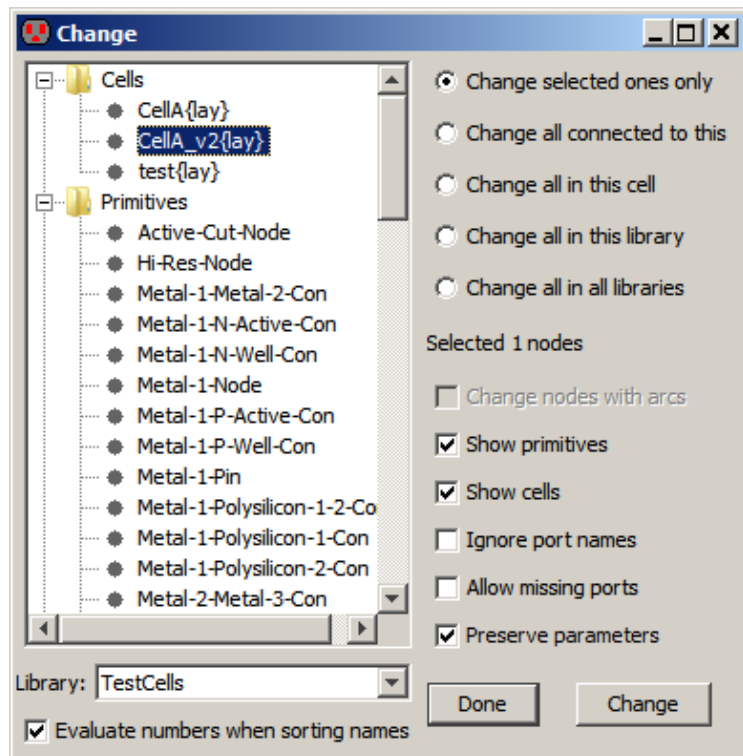 Change
Cells
CellA{lay}
CellA_v2{lay}
test{lay}
Primitives
Active-Cut-Node
Hi-Res-Node
Metal-1-Metal-2-Con
Metal-1-N-Active-Con
Metal-1-N-Well-Con
Metal-1-Node
Metal-1-P-Active-Con
Metal-1-P-Well-Con
Metal-1-Pin
Metal-1-Polysilicon-1-2-Co
Metal-1-Polysilicon-1-Con
Metal-1-Polysilicon-2-Con
Metal-2-Metal-3-Con
Library: TestCells
Evaluate numbers when sorting names
Change selected ones only
Change all connected to this
Change all in this cell
Change all in this library
Change all in all libraries
Selected 1 nodes
Change nodes with arcs
Show primitives
Show cells
Ignore port names
Allow missing ports
Preserve parameters
Done
Change